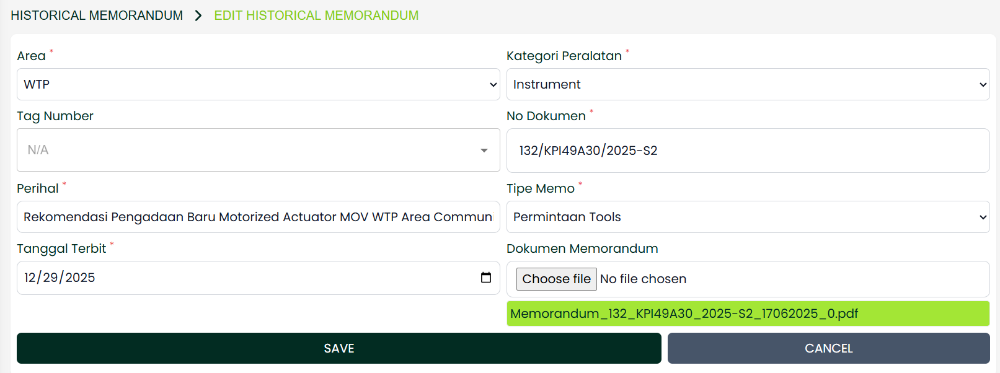 HISTORICAL MEMORANDUM > EDIT HISTORICAL MEMORANDUM
Area *
WTP
Kategori Peralatan *
Instrument
Tag Number
N/A
No Dokumen *
132/KPI49A30/2025-S2
Perihal *
Rekomendasi Pengadaan Baru Motorized Actuator MOV WTP Area Communi
Tipe Memo *
Permintaan Tools
Tanggal Terbit *
12/29/2025
Dokumen Memorandum
Choose file No file chosen
Memorandum_132_KPI49A30_2025-S2_17062025_0.pdf
SAVE
CANCEL